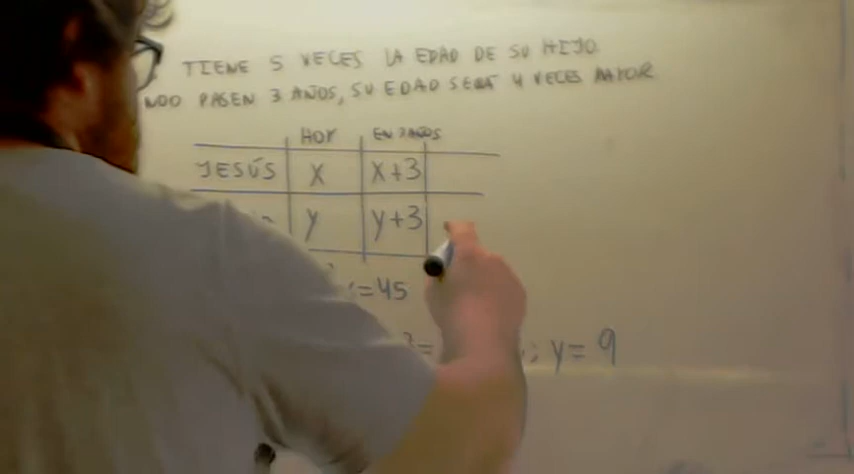 TIENE 5 VECES LA EDAD DE SU HIJO
PASEN 3 AÑOS, SU EDAD SERÁ 4 VECES MAYOR
HOY EN 3 AÑOS
JESÚS X X+3
Y Y+3
=45
= ; Y= 9